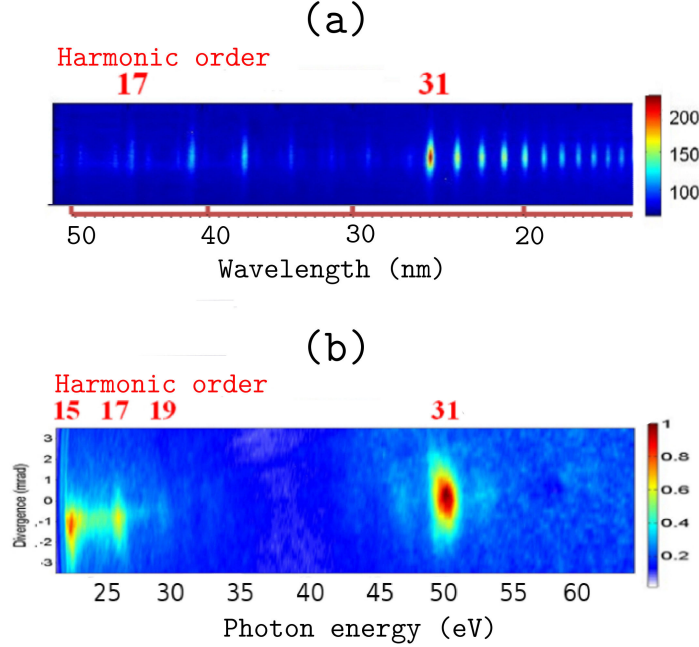 (a)
Harmonic order
17 31
200
150
100
50 40 30 20
Wavelength (nm)
(b)
Harmonic order
15 17 19 31
3
2
1
0
-1
-2
-3
Divergence (mrad)
1
0.8
0.6
0.4
0.2
25 30 35 40 45 50 55 60
Photon energy (eV)